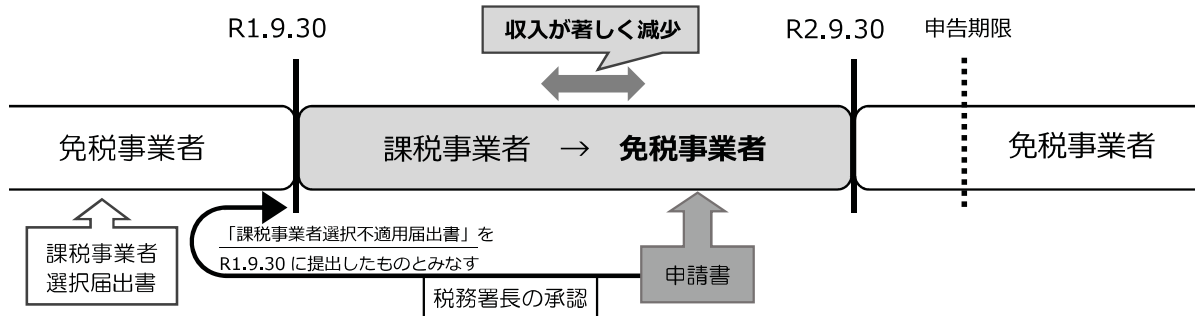 R1.9.30
収入が著しく減少
R2.9.30
申告期限
免税事業者
課税事業者 → 免税事業者
免税事業者
課税事業者
選択届出書
「課税事業者選択不適用届出書」を
R1.9.30 に提出したものとみなす
申請書
税務署長の承認